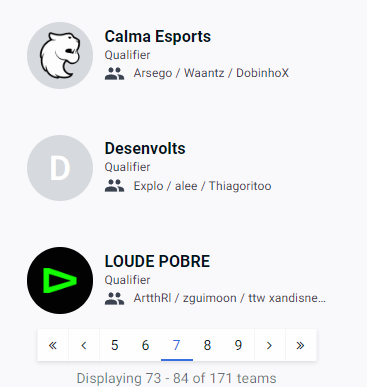 Calma Esports
Qualifier
Arsego / Waantz / DobinhoX
D
Desenvolts
Qualifier
Explo / alee / Thiagoritoo
LOUDE POBRE
Qualifier
ArtthRl / zguimoon / ttw xandisne...
« ‹ 5 6 7 8 9 › »
Displaying 73 - 84 of 171 teams